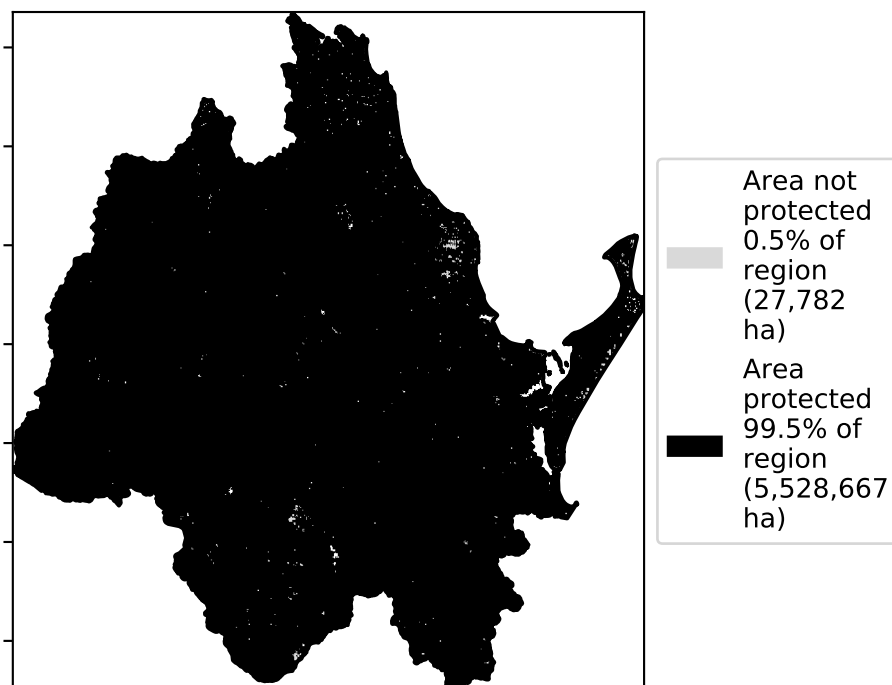 Area not
protected
0.5% of
region
(27,782
ha)
Area
protected
99.5% of
region
(5,528,667
ha)